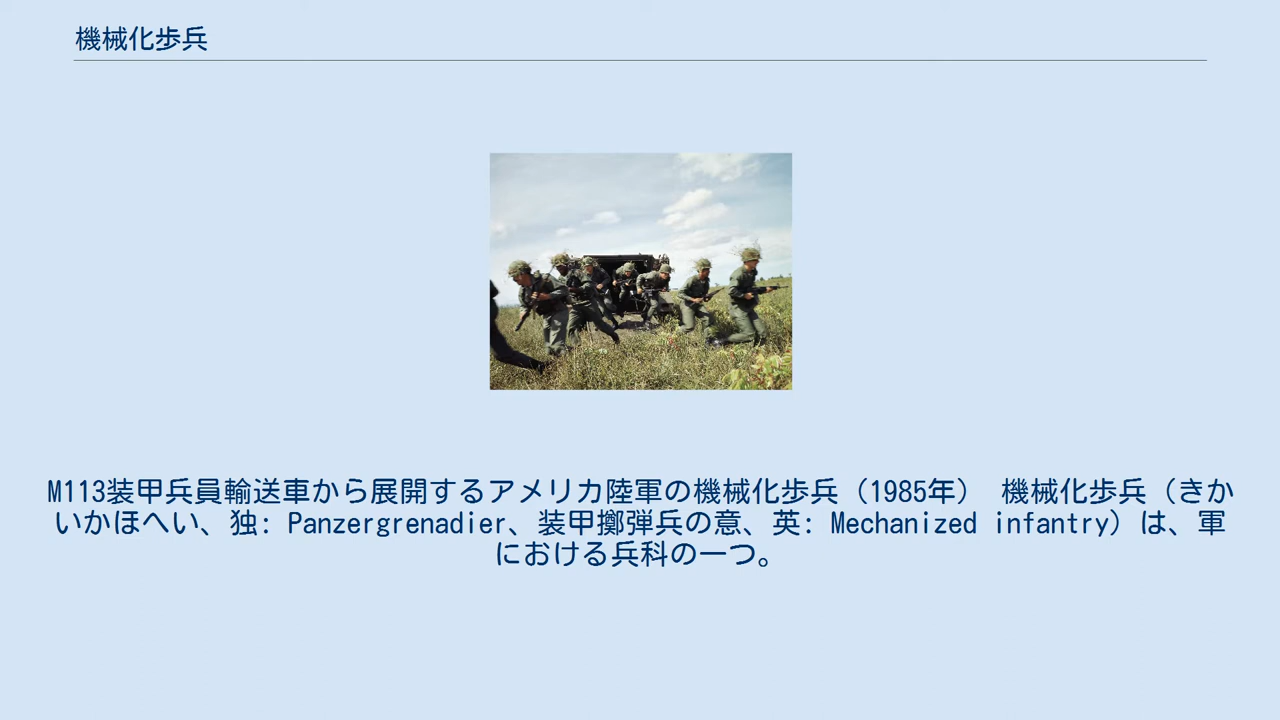 機械化歩兵
M113装甲兵員輸送車から展開するアメリカ陸軍の機械化歩兵（1985年） 機械化歩兵（きか
いかほへい、独: Panzergrenadier、装甲擲弾兵の意、英: Mechanized infantry）は、軍
における兵科の一つ。